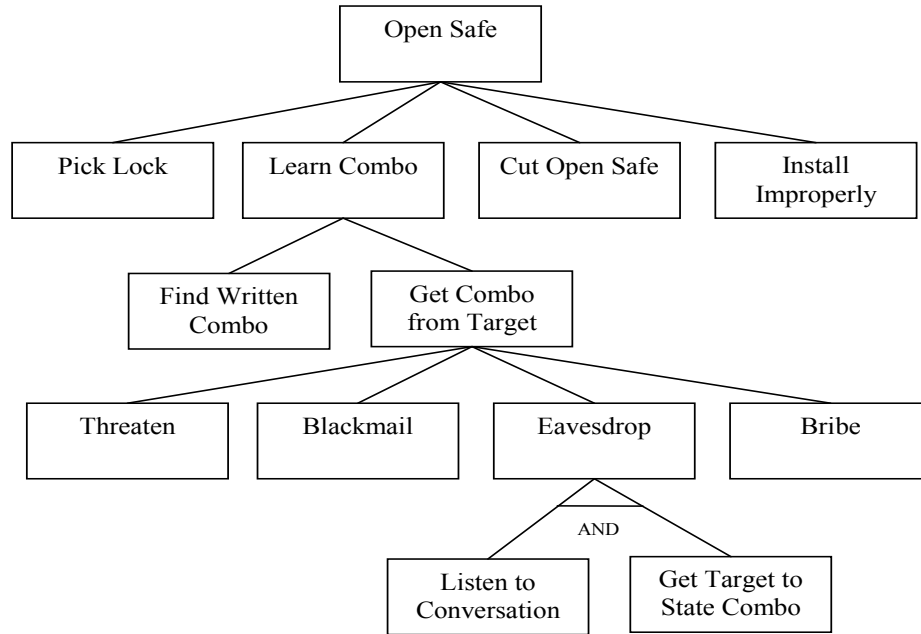 Open Safe
Pick Lock
Learn Combo
Cut Open Safe
Install
Improperly
Find Written
Combo
Get Combo
from Target
Threaten
Blackmail
Eavesdrop
Bribe
AND
Listen to
Conversation
Get Target to
State Combo